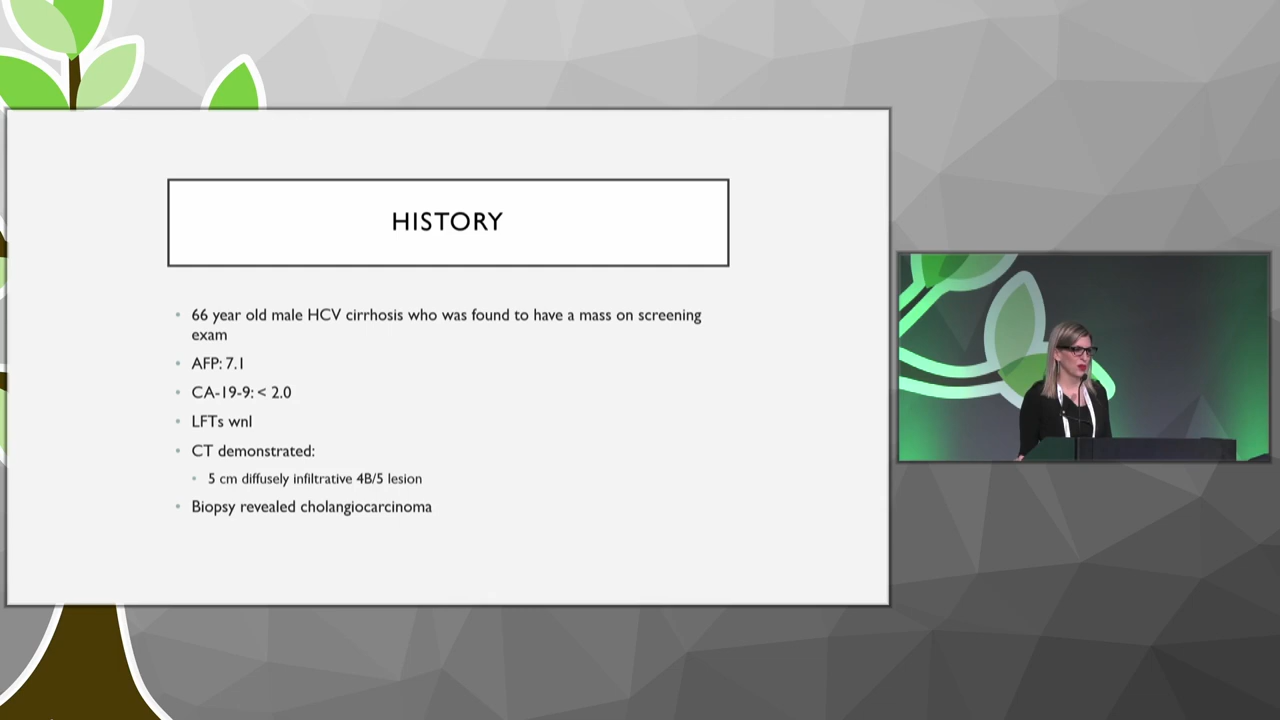 HISTORY
66 year old male HCV cirrhosis who was found to have a mass on screening
exam
AFP: 7.1
CA-19-9: < 2.0
LFTs wnl
CT demonstrated:
5 cm diffusely infiltrative 4B/5 lesion
Biopsy revealed cholangiocarcinoma